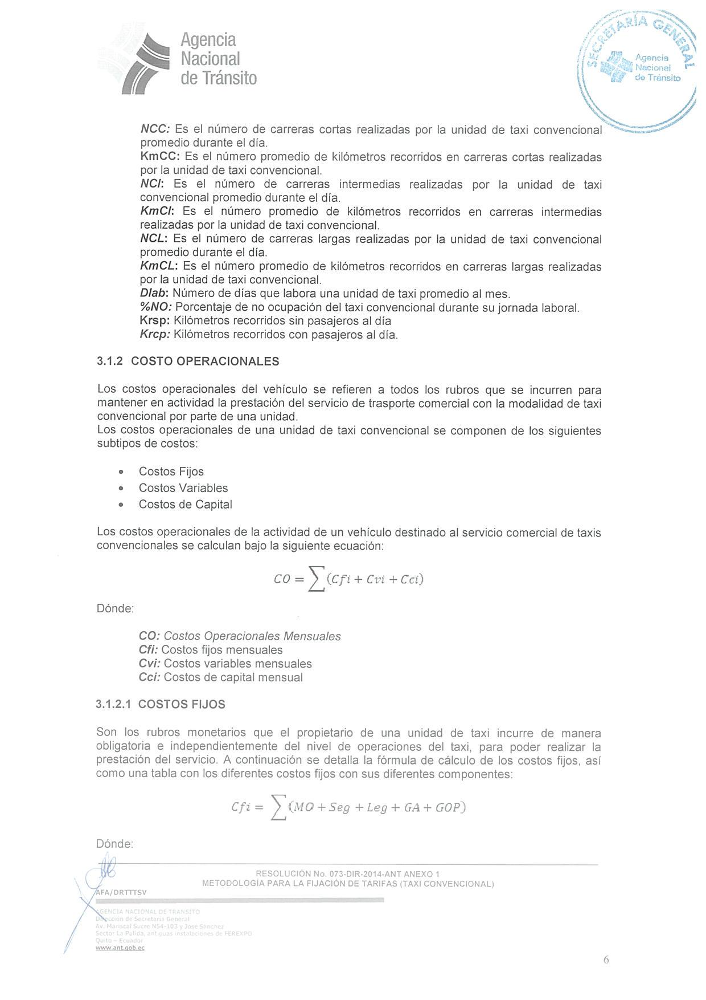 Agencia
Nacional
de Tránsito
SECRETARÍA GENERAL
Agencia
Nacional
de Tránsito
NCC: Es el número de carreras cortas realizadas por la unidad de taxi convencional
promedio durante el día.
KmCC: Es el número promedio de kilómetros recorridos en carreras cortas realizadas
por la unidad de taxi convencional.
NCI: Es el número de carreras intermedias realizadas por la unidad de taxi
convencional promedio durante el día.
KmCI: Es el número promedio de kilómetros recorridos en carreras intermedias
realizadas por la unidad de taxi convencional.
NCL: Es el número de carreras largas realizadas por la unidad de taxi convencional
promedio durante el día.
KmCL: Es el número promedio de kilómetros recorridos en carreras largas realizadas
por la unidad de taxi convencional.
Dlab: Número de días que labora una unidad de taxi promedio al mes.
%NO: Porcentaje de no ocupación del taxi convencional durante su jornada laboral.
Krsp: Kilómetros recorridos sin pasajeros al día
Krcp: Kilómetros recorridos con pasajeros al día.
3.1.2 COSTO OPERACIONALES
Los costos operacionales del vehículo se refieren a todos los rubros que se incurren para
mantener en actividad la prestación del servicio de trasporte comercial con la modalidad de taxi
convencional por parte de una unidad.
Los costos operacionales de una unidad de taxi convencional se componen de los siguientes
subtipos de costos:
• Costos Fijos
• Costos Variables
• Costos de Capital
Los costos operacionales de la actividad de un vehículo destinado al servicio comercial de taxis
convencionales se calculan bajo la siguiente ecuación:
CO = ∑(Cfi + Cvi + Cci)
Dónde:
CO: Costos Operacionales Mensuales
Cfi: Costos fijos mensuales
Cvi: Costos variables mensuales
Cci: Costos de capital mensual
3.1.2.1 COSTOS FIJOS
Son los rubros monetarios que el propietario de una unidad de taxi incurre de manera
obligatoria e independientemente del nivel de operaciones del taxi, para poder realizar la
prestación del servicio. A continuación se detalla la fórmula de cálculo de los costos fijos, así
como una tabla con los diferentes costos fijos con sus diferentes componentes:
Cfi = ∑(MO + Seg + Leg + GA + GOP)
Dónde:
RESOLUCIÓN No. 073-DIR-2014-ANT ANEXO 1
METODOLOGÍA PARA LA FIJACIÓN DE TARIFAS (TAXI CONVENCIONAL)
AFA/DRTTTSV
AGENCIA NACIONAL DE TRANSITO
Dirección de Secretaría General
Av. Mariscal Sucre N54-103 y Jose Sánchez
Sector La Pulida, antiguas instalaciones de FEREXPO
Quito – Ecuador
www.ant.gob.ec
6